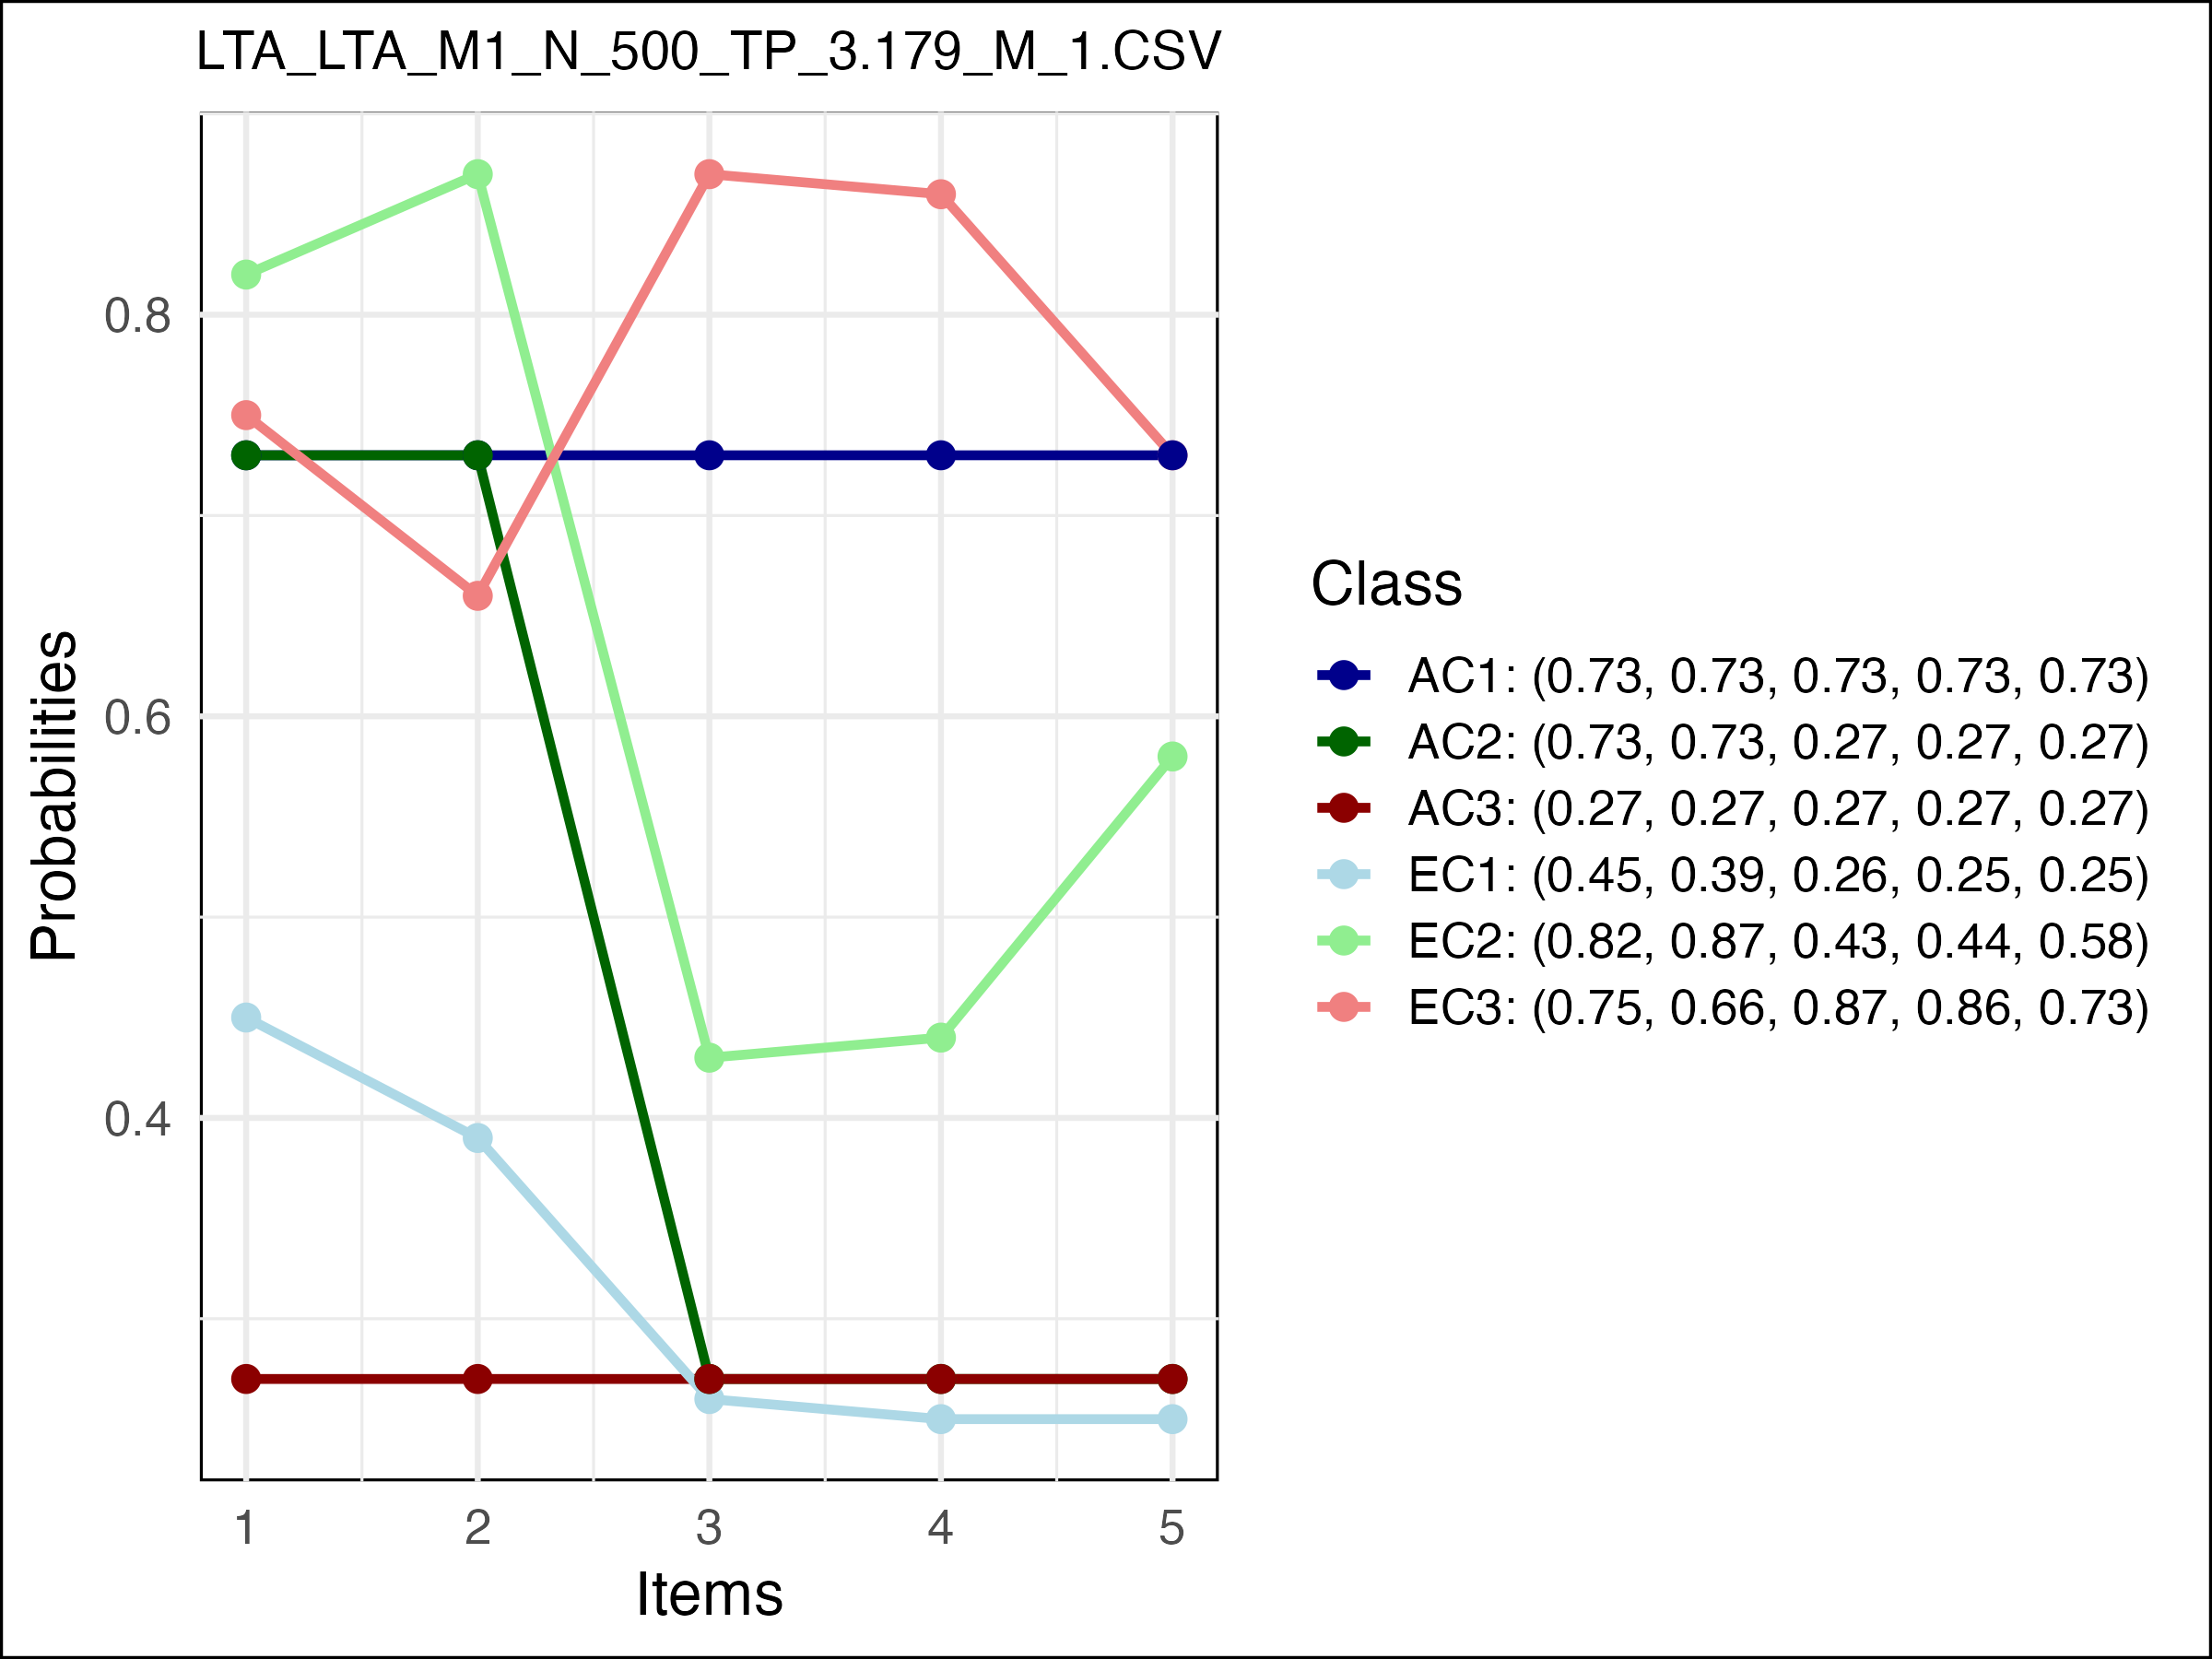 LTA_LTA_M1_N_500_TP_3.179_M_1.CSV
Probabilities
0.8
0.6
0.4
1 2 3 4 5
Items
Class
AC1: (0.73, 0.73, 0.73, 0.73, 0.73)
AC2: (0.73, 0.73, 0.27, 0.27, 0.27)
AC3: (0.27, 0.27, 0.27, 0.27, 0.27)
EC1: (0.45, 0.39, 0.26, 0.25, 0.25)
EC2: (0.82, 0.87, 0.43, 0.44, 0.58)
EC3: (0.75, 0.66, 0.87, 0.86, 0.73)